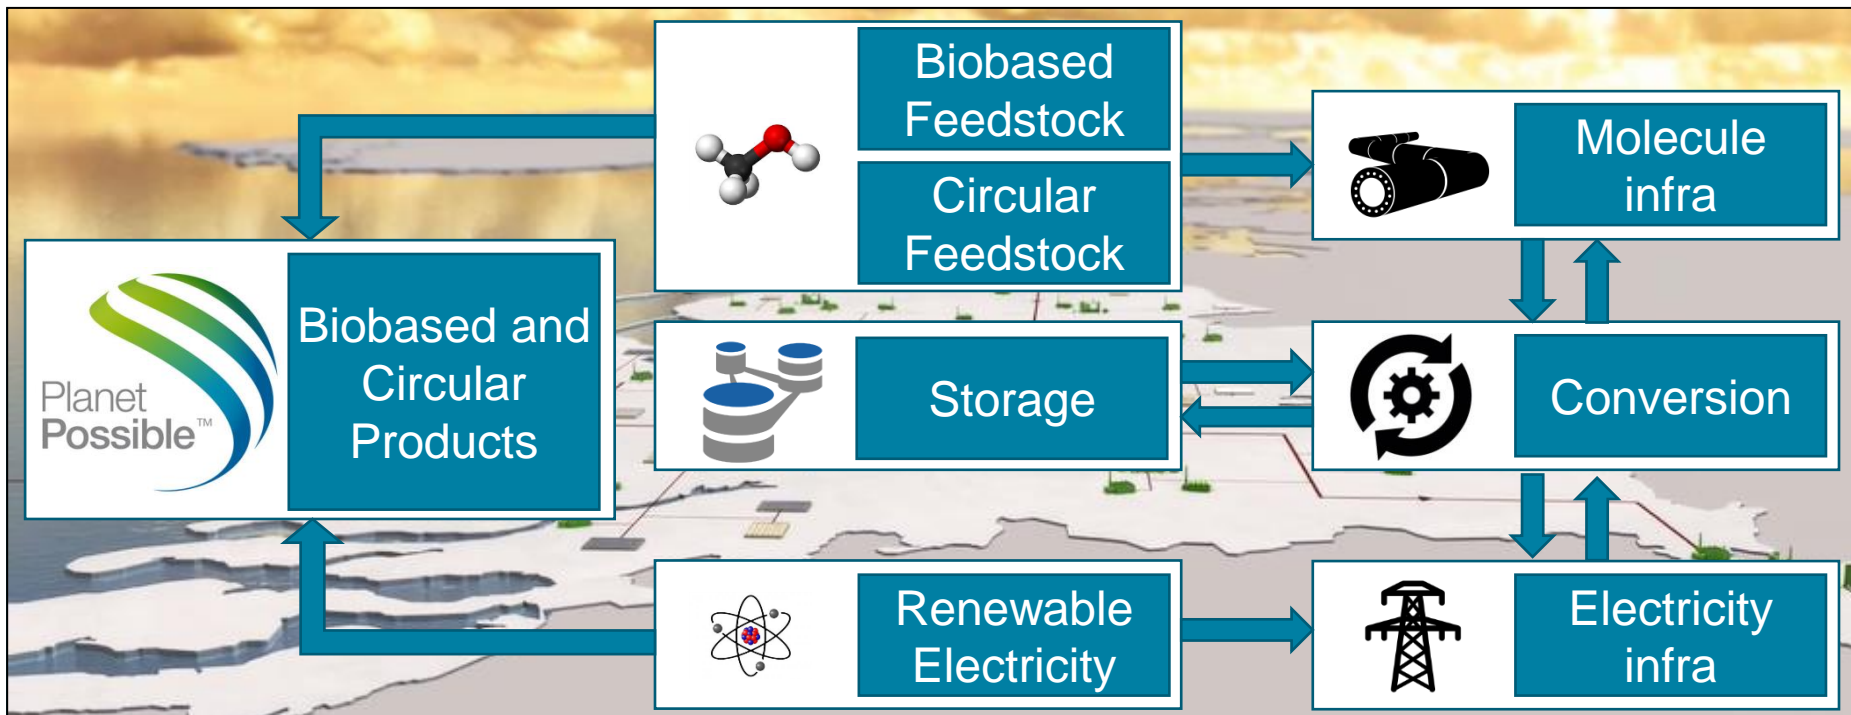 Biobased
Feedstock
Circular
Feedstock
Molecule
infra
Planet
Possible™
Biobased and
Circular
Products
Storage
Conversion
Renewable
Electricity
Electricity
infra